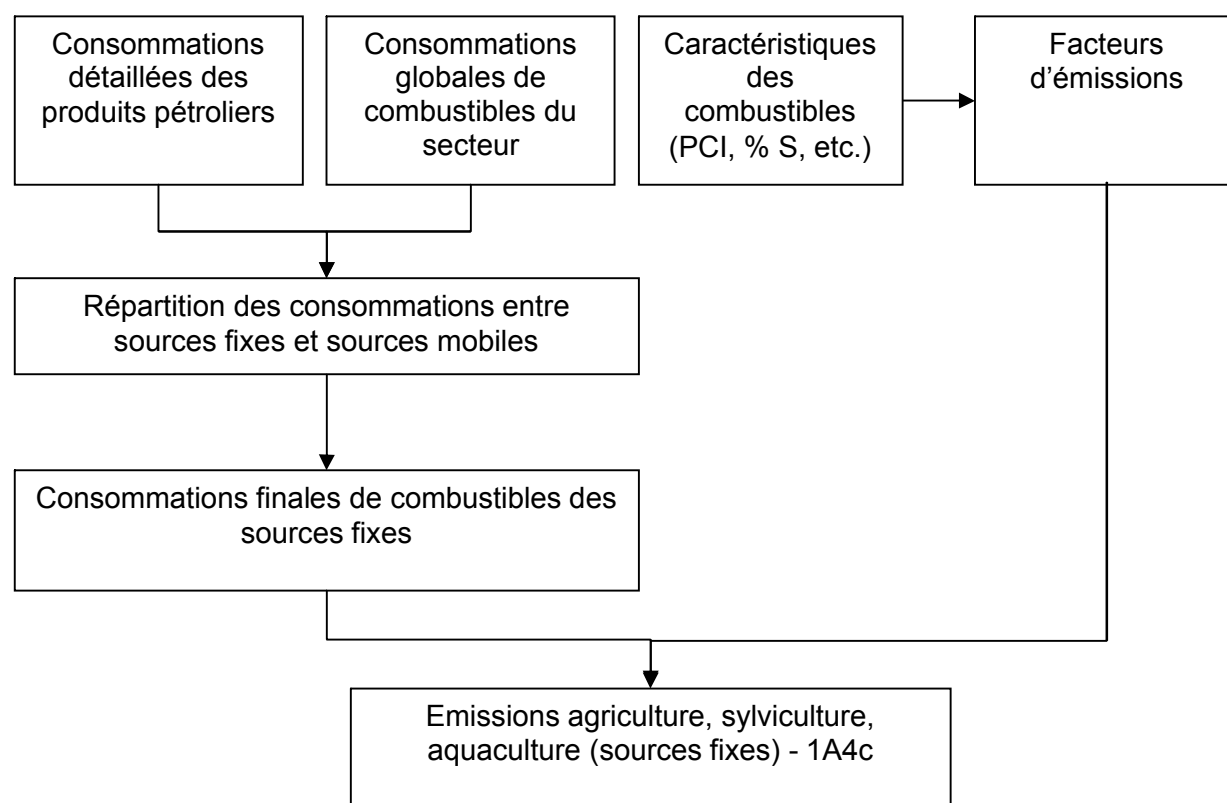 Consommations
détaillées des
produits pétroliers
Consommations
globales de
combustibles du
secteur
Caractéristiques
des
combustibles
(PCI, % S, etc.)
Facteurs
d’émissions
Répartition des consommations entre
sources fixes et sources mobiles
Consommations finales de combustibles des
sources fixes
Emissions agriculture, sylviculture,
aquaculture (sources fixes) - 1A4c